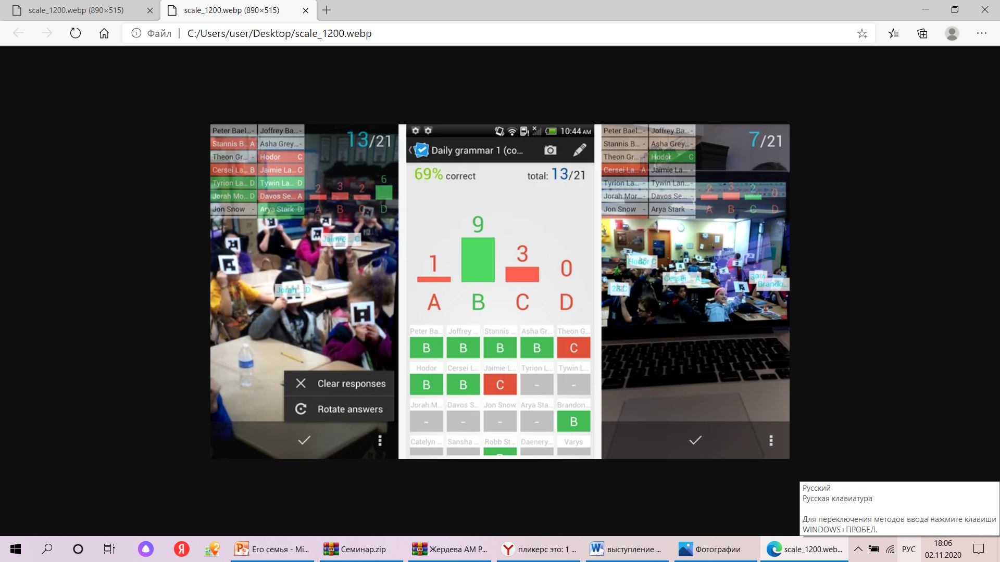 scale_1200.webp (890×515)
scale_1200.webp (890×515)
Файл
C:/Users/user/Desktop/scale_1200.webp
Peter Bael...-
Joffrey Ba...-
Stannis B... A
Asha Grey...-
Theon Gr... -
Hodor C
Cersei La... B
Jaimie La... C
Tyrion La... D
Tywin La... D
Jorah Mo... D
Davos Se... A
Jon Snow -
Arya Stark D
13/21
2 3 2 6
A B C D
Jaimie ... C
Jorah ... D
Clear responses
Rotate answers
10:44 AM
Daily grammar 1 (co...
69% correct
total: 13/21
1 9 3 0
A B C D
Peter Ba... Joffrey ... Stannis ... Asha Gr... Theon G...
B B B B C
Hodor Cersei L... Jaimie L... Tyrion L... Tywin L...
B B C - -
Jorah M... Davos S... Jon Snow Arya Sta... Brandon...
- - - - B
Catelyn ... Sansha ... Robb St... Daenery... Varys
Peter Bael...-
Joffrey Ba...-
Stannis B... -
Asha Grey...-
Theon Gr... -
Hodor C
Cersei La... A
Jaimie La...-
Tyrion La... -
Tywin Lan...-
Jorah Mor...-
Davos Se... -
Jon Snow -
Arya Stark -
7/21
2 3 2 0
A B C D
Hodor C
Cersei ... A
Brando...
Русский
Русская клавиатура
Для переключения методов ввода нажмите клавиши
WINDOWS+ПРОБЕЛ.
Его семья - Mi...
Семинар.zip
Жердева АМ Р...
пликерс это: 1 ...
выступление ...
Фотографии
scale_1200.web...
РУС
18:06
02.11.2020